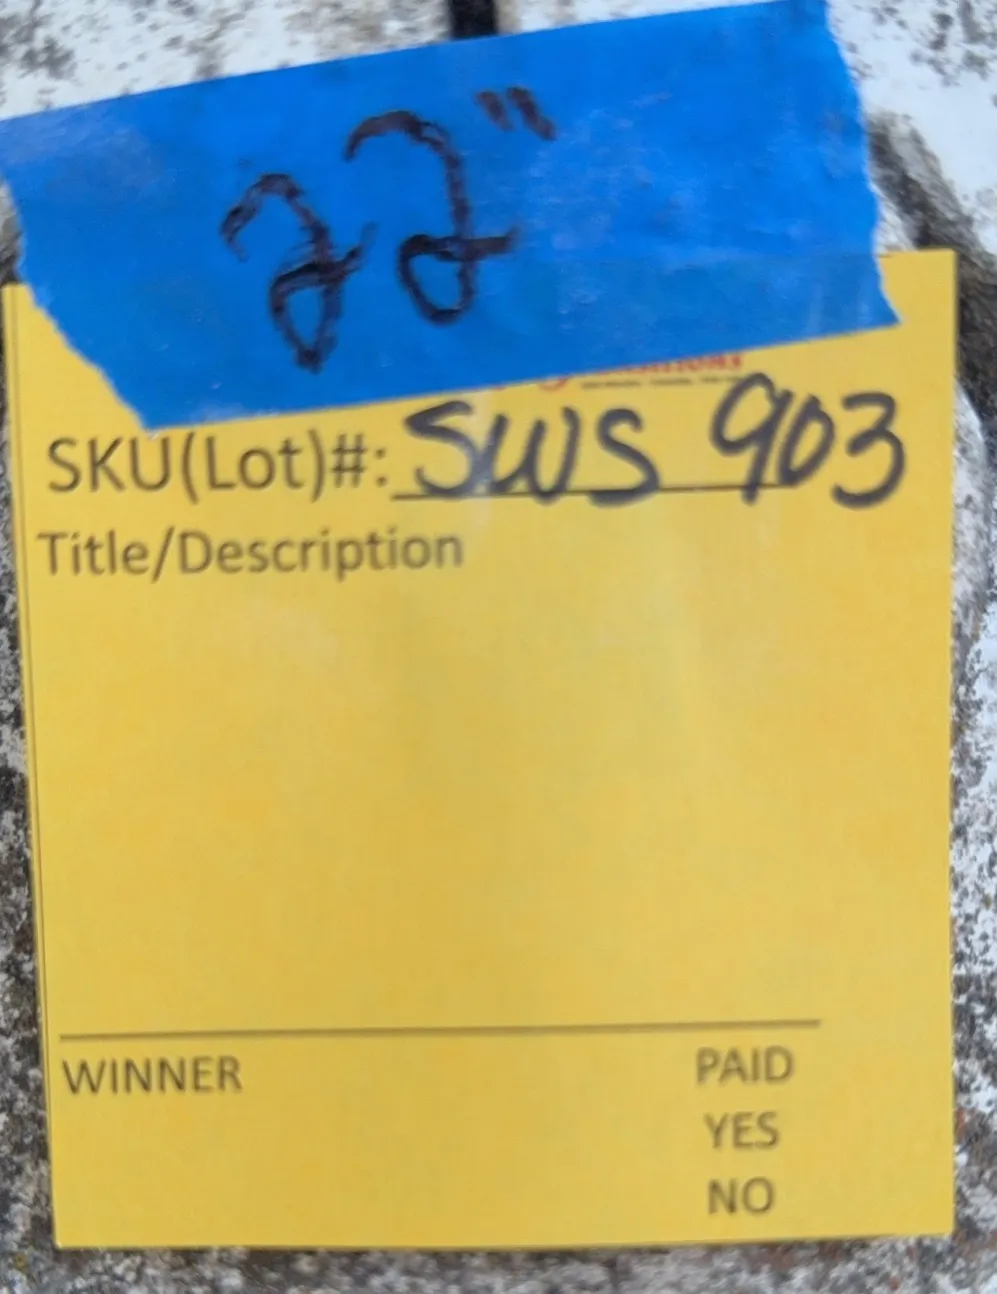 22"
SKU(Lot)#: SWS 903
Title/Description
WINNER
PAID
YES
NO